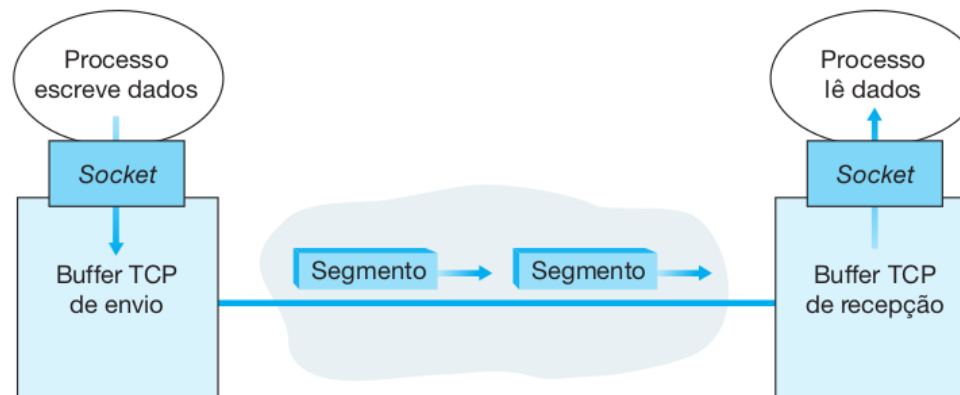 Processo
escreve dados
Socket
Buffer TCP
de envio
Segmento
Segmento
Processo
lê dados
Socket
Buffer TCP
de recepção